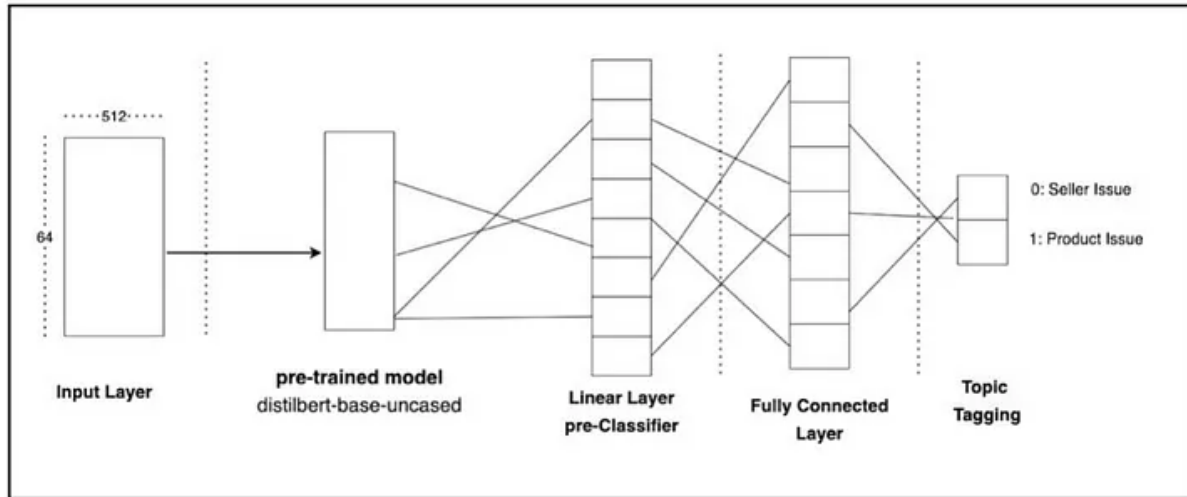 512
64
Input Layer
pre-trained model
distilbert-base-uncased
Linear Layer
pre-Classifier
Fully Connected
Layer
0: Seller Issue
1: Product Issue
Topic
Tagging